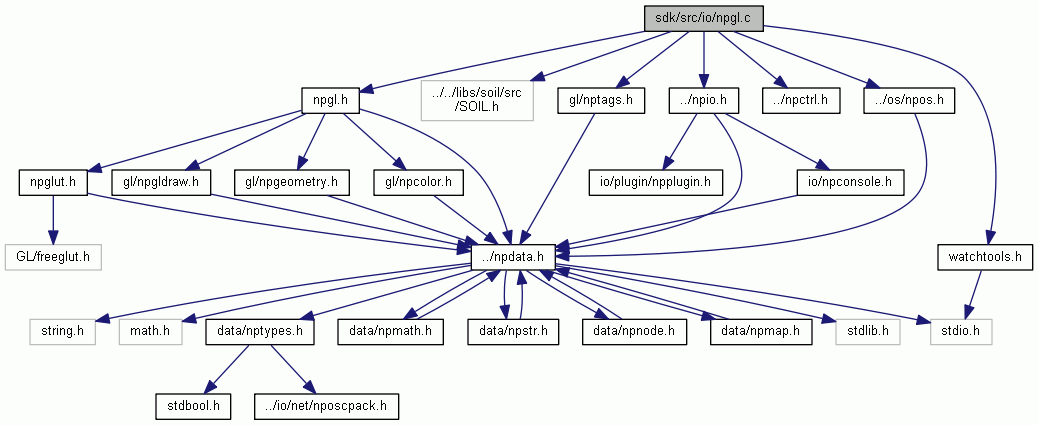 sdk/src/io/npgl.c
npgl.h
../../libs/soil/src
/SOIL.h
gl/nptags.h
../npio.h
../npctrl.h
../os/npos.h
npglut.h
gl/npgldraw.h
gl/npgeometry.h
gl/npcolor.h
io/plugin/npplugin.h
io/npconsole.h
GL/freeglut.h
../npdata.h
watchtools.h
string.h
math.h
data/nptypes.h
data/npmath.h
data/npstr.h
data/npnode.h
data/npmap.h
stdlib.h
stdio.h
stdbool.h
../io/net/nposcpack.h